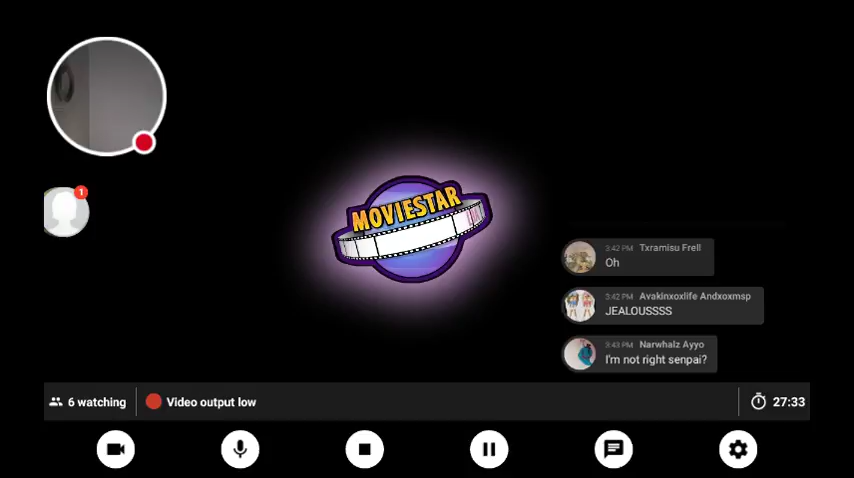 1
MOVIESTAR
3:42 PM Txramisu Frell
Oh
3:42 PM Avakinxoxlife Andxoxmsp
JEALOUSSSS
3:43 PM Narwhalz Ayyo
I'm not right senpai?
6 watching
Video output low
27:33